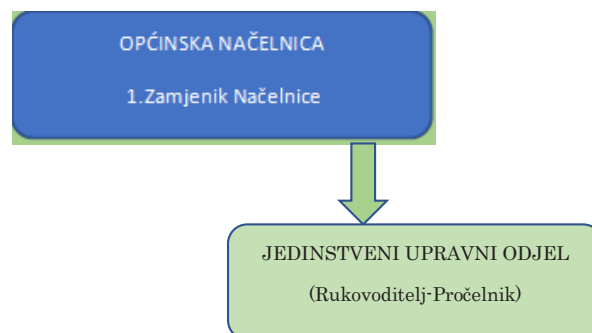 OPĆINSKA NAČELNICA
1.Zamjenik Načelnice
JEDINSTVENI UPRAVNI ODJEL
(Rukovoditelj-Pročelnik)